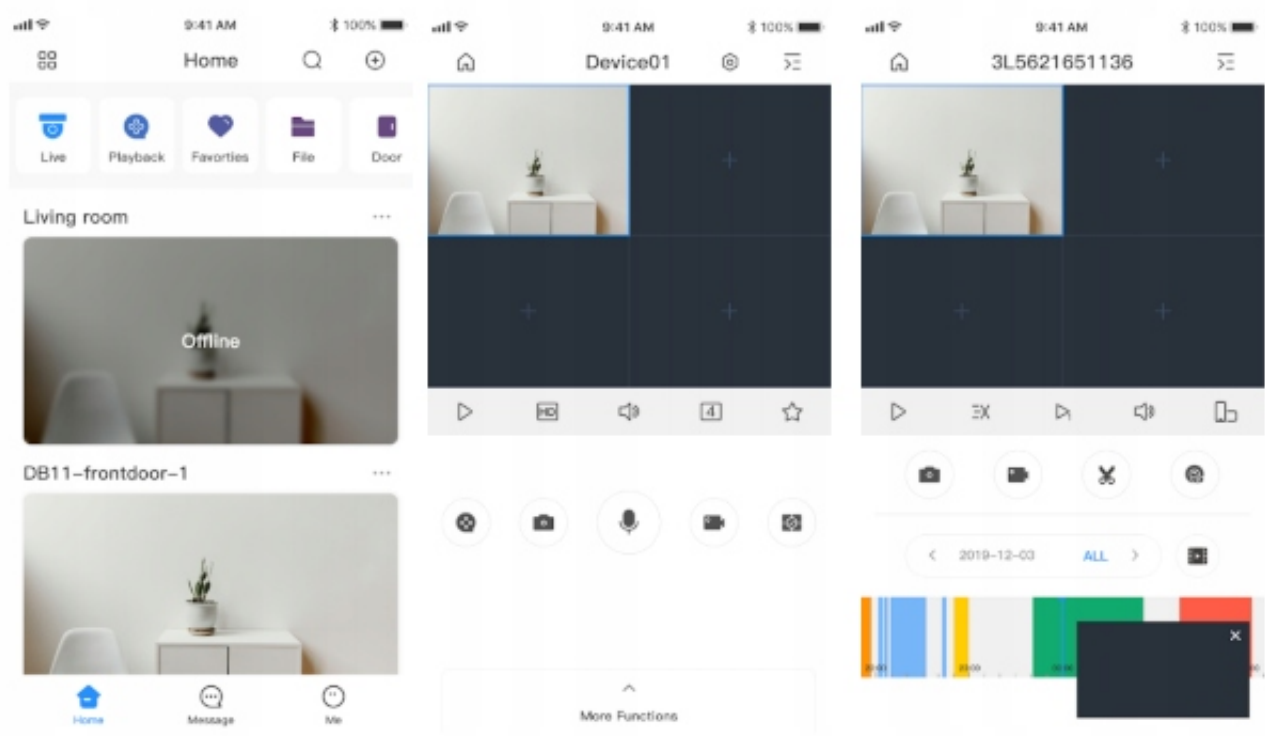 9:41 AM
100%
Home
Live
Playback
Favorties
File
Door
Living room
Offline
DB11-frontdoor-1
Home
Message
Me
9:41 AM
100%
Device01
HD
4
More Functions
9:41 AM
100%
3L5621651136
2019-12-03
ALL